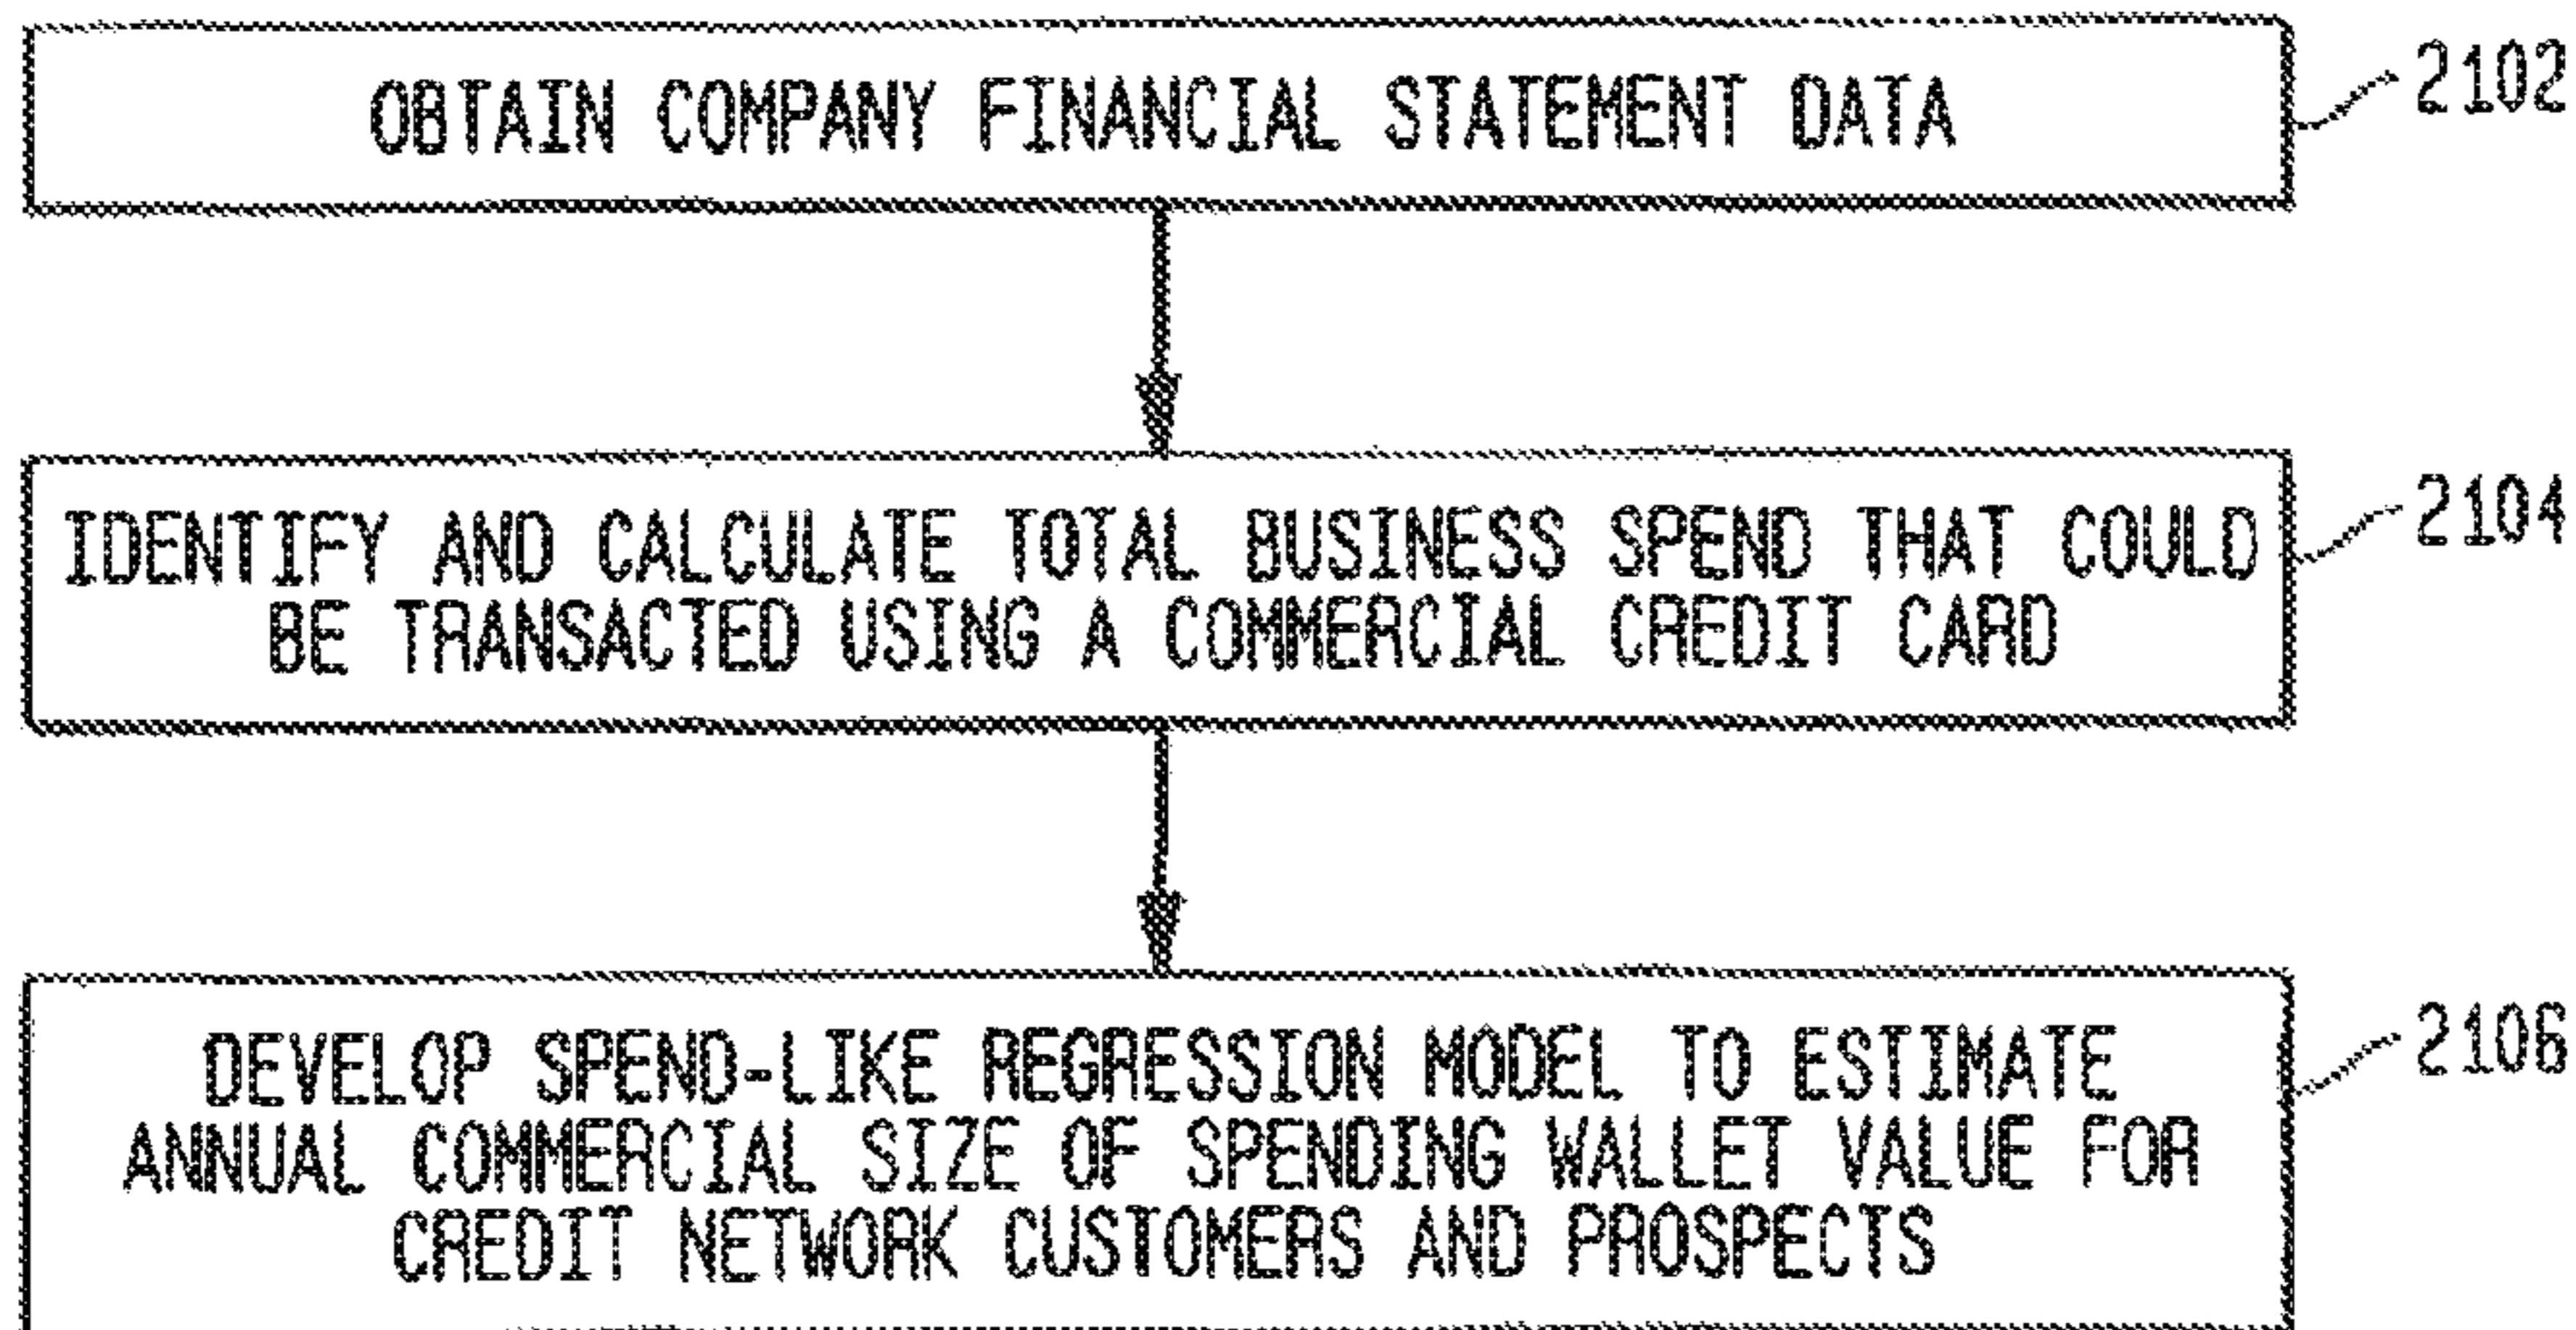 OBTAIN COMPANY FINANCIAL STATEMENT DATA
2102
IDENTIFY AND CALCULATE TOTAL BUSINESS SPEND THAT COULD
BE TRANSACTED USING A COMMERCIAL CREDIT CARD
2104
DEVELOP SPEND-LIKE REGRESSION MODEL TO ESTIMATE
ANNUAL COMMERCIAL SIZE OF SPENDING WALLET VALUE FOR
CREDIT NETWORK CUSTOMERS AND PROSPECTS
2106